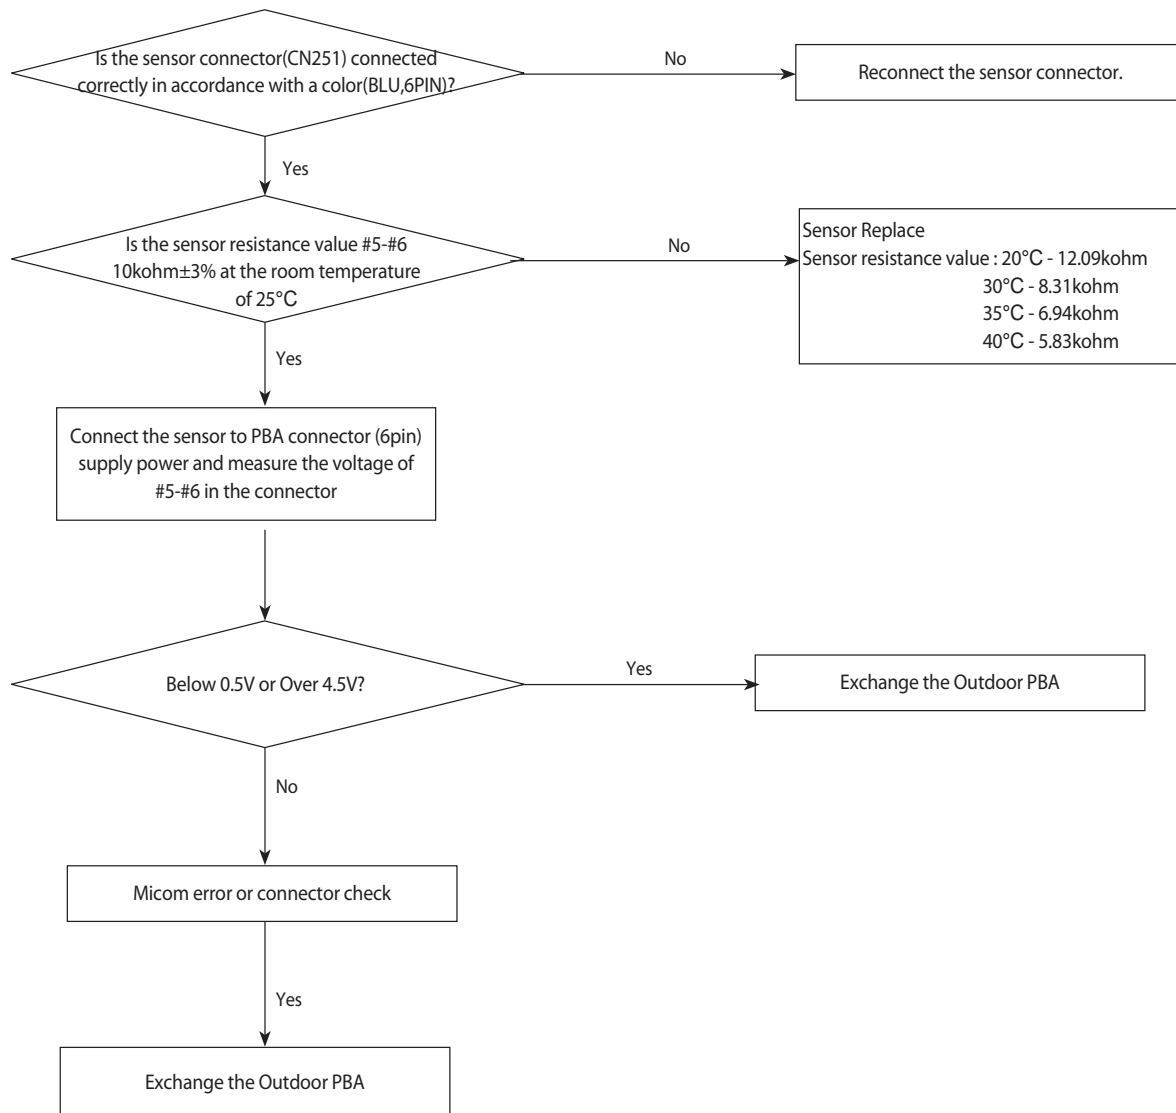 Is the sensor connector(CN251) connected
correctly in accordance with a color(BLU,6PIN)?
No
Reconnect the sensor connector.
Yes
Is the sensor resistance value #5-#6
10kohm±3% at the room temperature
of 25°C
No
Sensor Replace
Sensor resistance value : 20°C - 12.09kohm
30°C - 8.31kohm
35°C - 6.94kohm
40°C - 5.83kohm
Yes
Connect the sensor to PBA connector (6pin)
supply power and measure the voltage of
#5-#6 in the connector
Below 0.5V or Over 4.5V?
Yes
Exchange the Outdoor PBA
No
Micom error or connector check
Yes
Exchange the Outdoor PBA